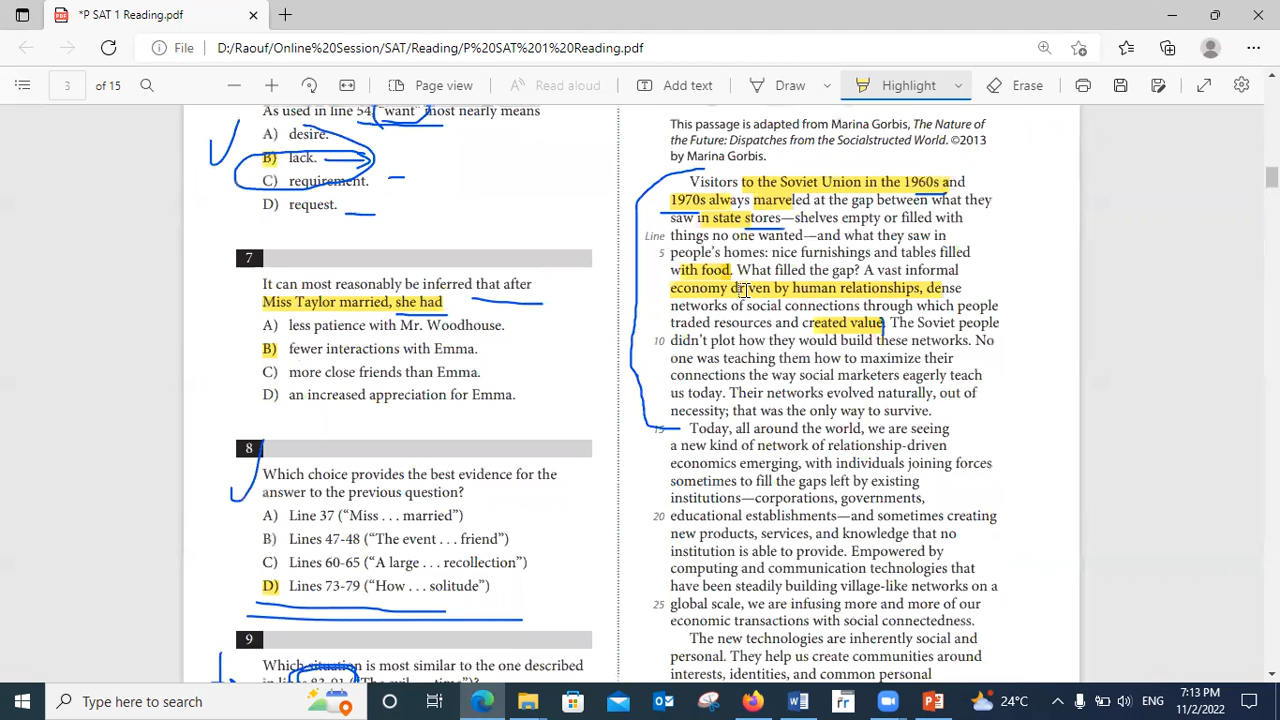 *P SAT 1 Reading.pdf
File
D:/Raouf/Online%20Session/SAT/Reading/P%20SAT%201%20Reading.pdf
3
of 15
Page view
Read aloud
Add text
Draw
Highlight
Erase
As used in line 54, “want” most nearly means
A) desire.
B) lack.
C) requirement.
D) request.
7
It can most reasonably be inferred that after
Miss Taylor married, she had
A) less patience with Mr. Woodhouse.
B) fewer interactions with Emma.
C) more close friends than Emma.
D) an increased appreciation for Emma.
8
Which choice provides the best evidence for the
answer to the previous question?
A) Line 37 (“Miss . . . married”)
B) Lines 47-48 (“The event . . . friend”)
C) Lines 60-65 (“A large . . . recollection”)
D) Lines 73-79 (“How . . . solitude”)
9
Which situation is most similar to the one described
in lines 83-91 (“The evil . . . time”)?
This passage is adapted from Marina Gorbis, The Nature of
the Future: Dispatches from the Socialstructed World. ©2013
by Marina Gorbis.
Visitors to the Soviet Union in the 1960s and
1970s always marveled at the gap between what they
saw in state stores—shelves empty or filled with
Line things no one wanted—and what they saw in
5 people’s homes: nice furnishings and tables filled
with food. What filled the gap? A vast informal
economy driven by human relationships, dense
networks of social connections through which people
traded resources and created value. The Soviet people
10 didn’t plot how they would build these networks. No
one was teaching them how to maximize their
connections the way social marketers eagerly teach
us today. Their networks evolved naturally, out of
necessity; that was the only way to survive.
15 Today, all around the world, we are seeing
a new kind of network of relationship-driven
economics emerging, with individuals joining forces
sometimes to fill the gaps left by existing
institutions—corporations, governments,
20 educational establishments—and sometimes creating
new products, services, and knowledge that no
institution is able to provide. Empowered by
computing and communication technologies that
have been steadily building village-like networks on a
25 global scale, we are infusing more and more of our
economic transactions with social connectedness.
The new technologies are inherently social and
personal. They help us create communities around
interests, identities, and common personal
Type here to search
24°C
ENG
7:13 PM
11/2/2022